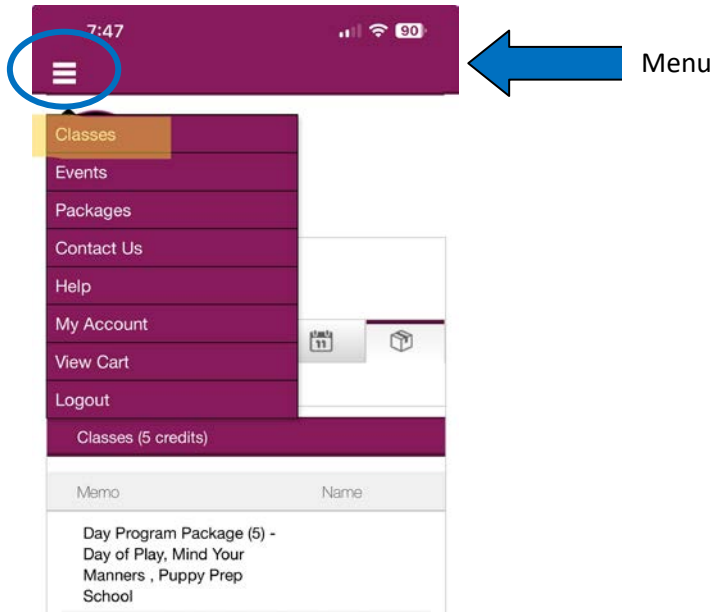 7:47
90
Menu
Classes
Events
Packages
Contact Us
Help
My Account
11
View Cart
Logout
Classes (5 credits)
Memo Name
Day Program Package (5) -
Day of Play, Mind Your
Manners , Puppy Prep
School